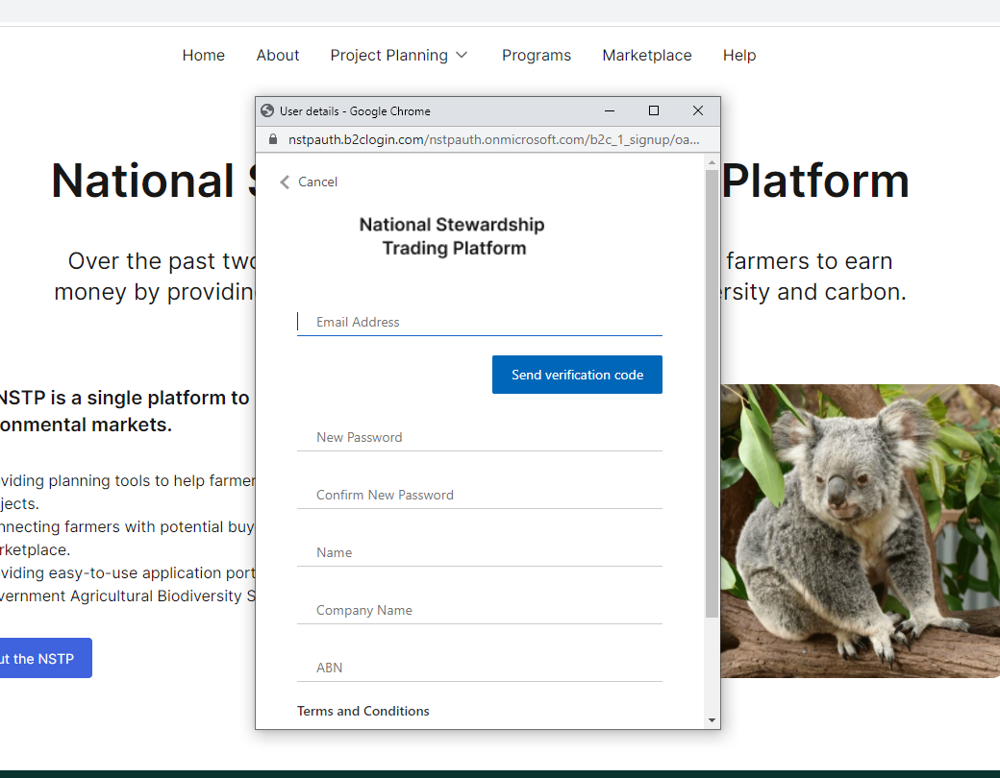 Home About Project Planning Programs Marketplace Help
User details - Google Chrome
nstpauth.b2clogin.com/nstpauth.onmicrosoft.com/b2c_1_signup/oa...
Cancel
National Stewardship
Trading Platform
Email Address
Send verification code
New Password
Confirm New Password
Name
Company Name
ABN
Terms and Conditions
National S
Platform
Over the past two
farmers to earn
money by providin
ersity and carbon.
NSTP is a single platform to
onmental markets.
viding planning tools to help farmer
jects.
nnecting farmers with potential buy
rketplace.
viding easy-to-use application port
vernment Agricultural Biodiversity S
ut the NSTP